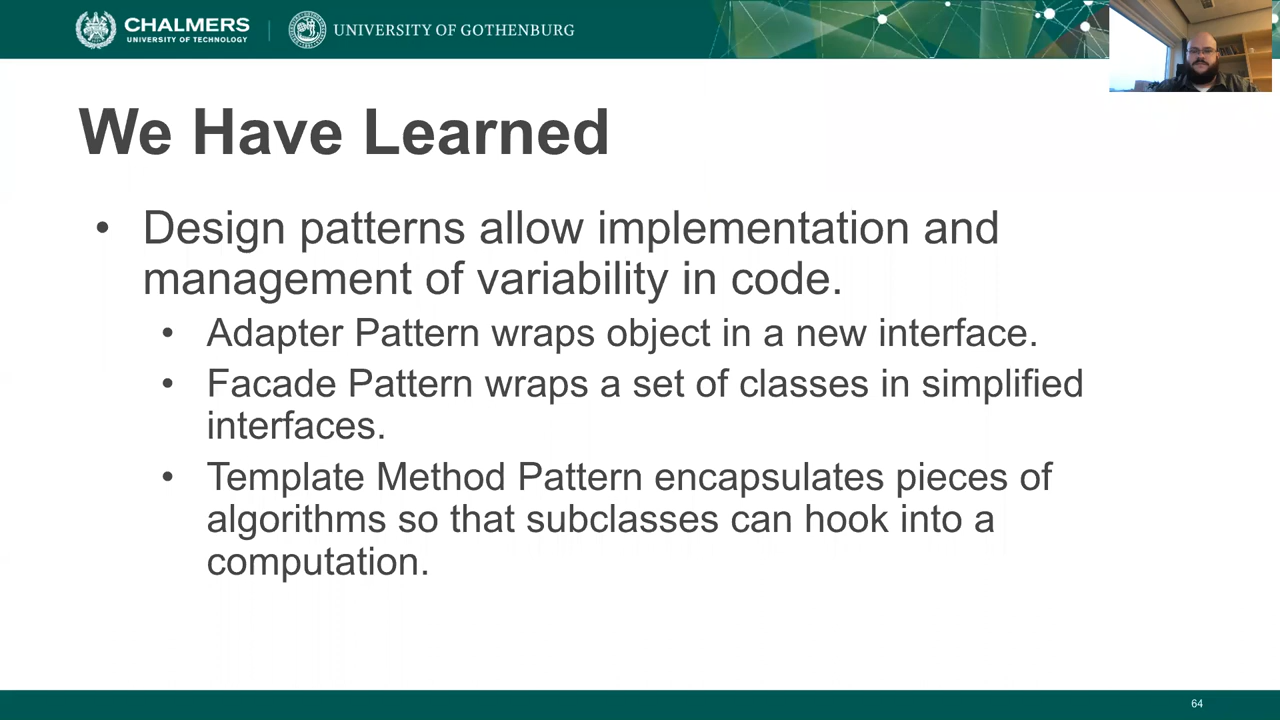 CHALMERS
UNIVERSITY OF TECHNOLOGY
UNIVERSITY OF GOTHENBURG
We Have Learned
• Design patterns allow implementation and
management of variability in code.
• Adapter Pattern wraps object in a new interface.
• Facade Pattern wraps a set of classes in simplified
interfaces.
• Template Method Pattern encapsulates pieces of
algorithms so that subclasses can hook into a
computation.
64